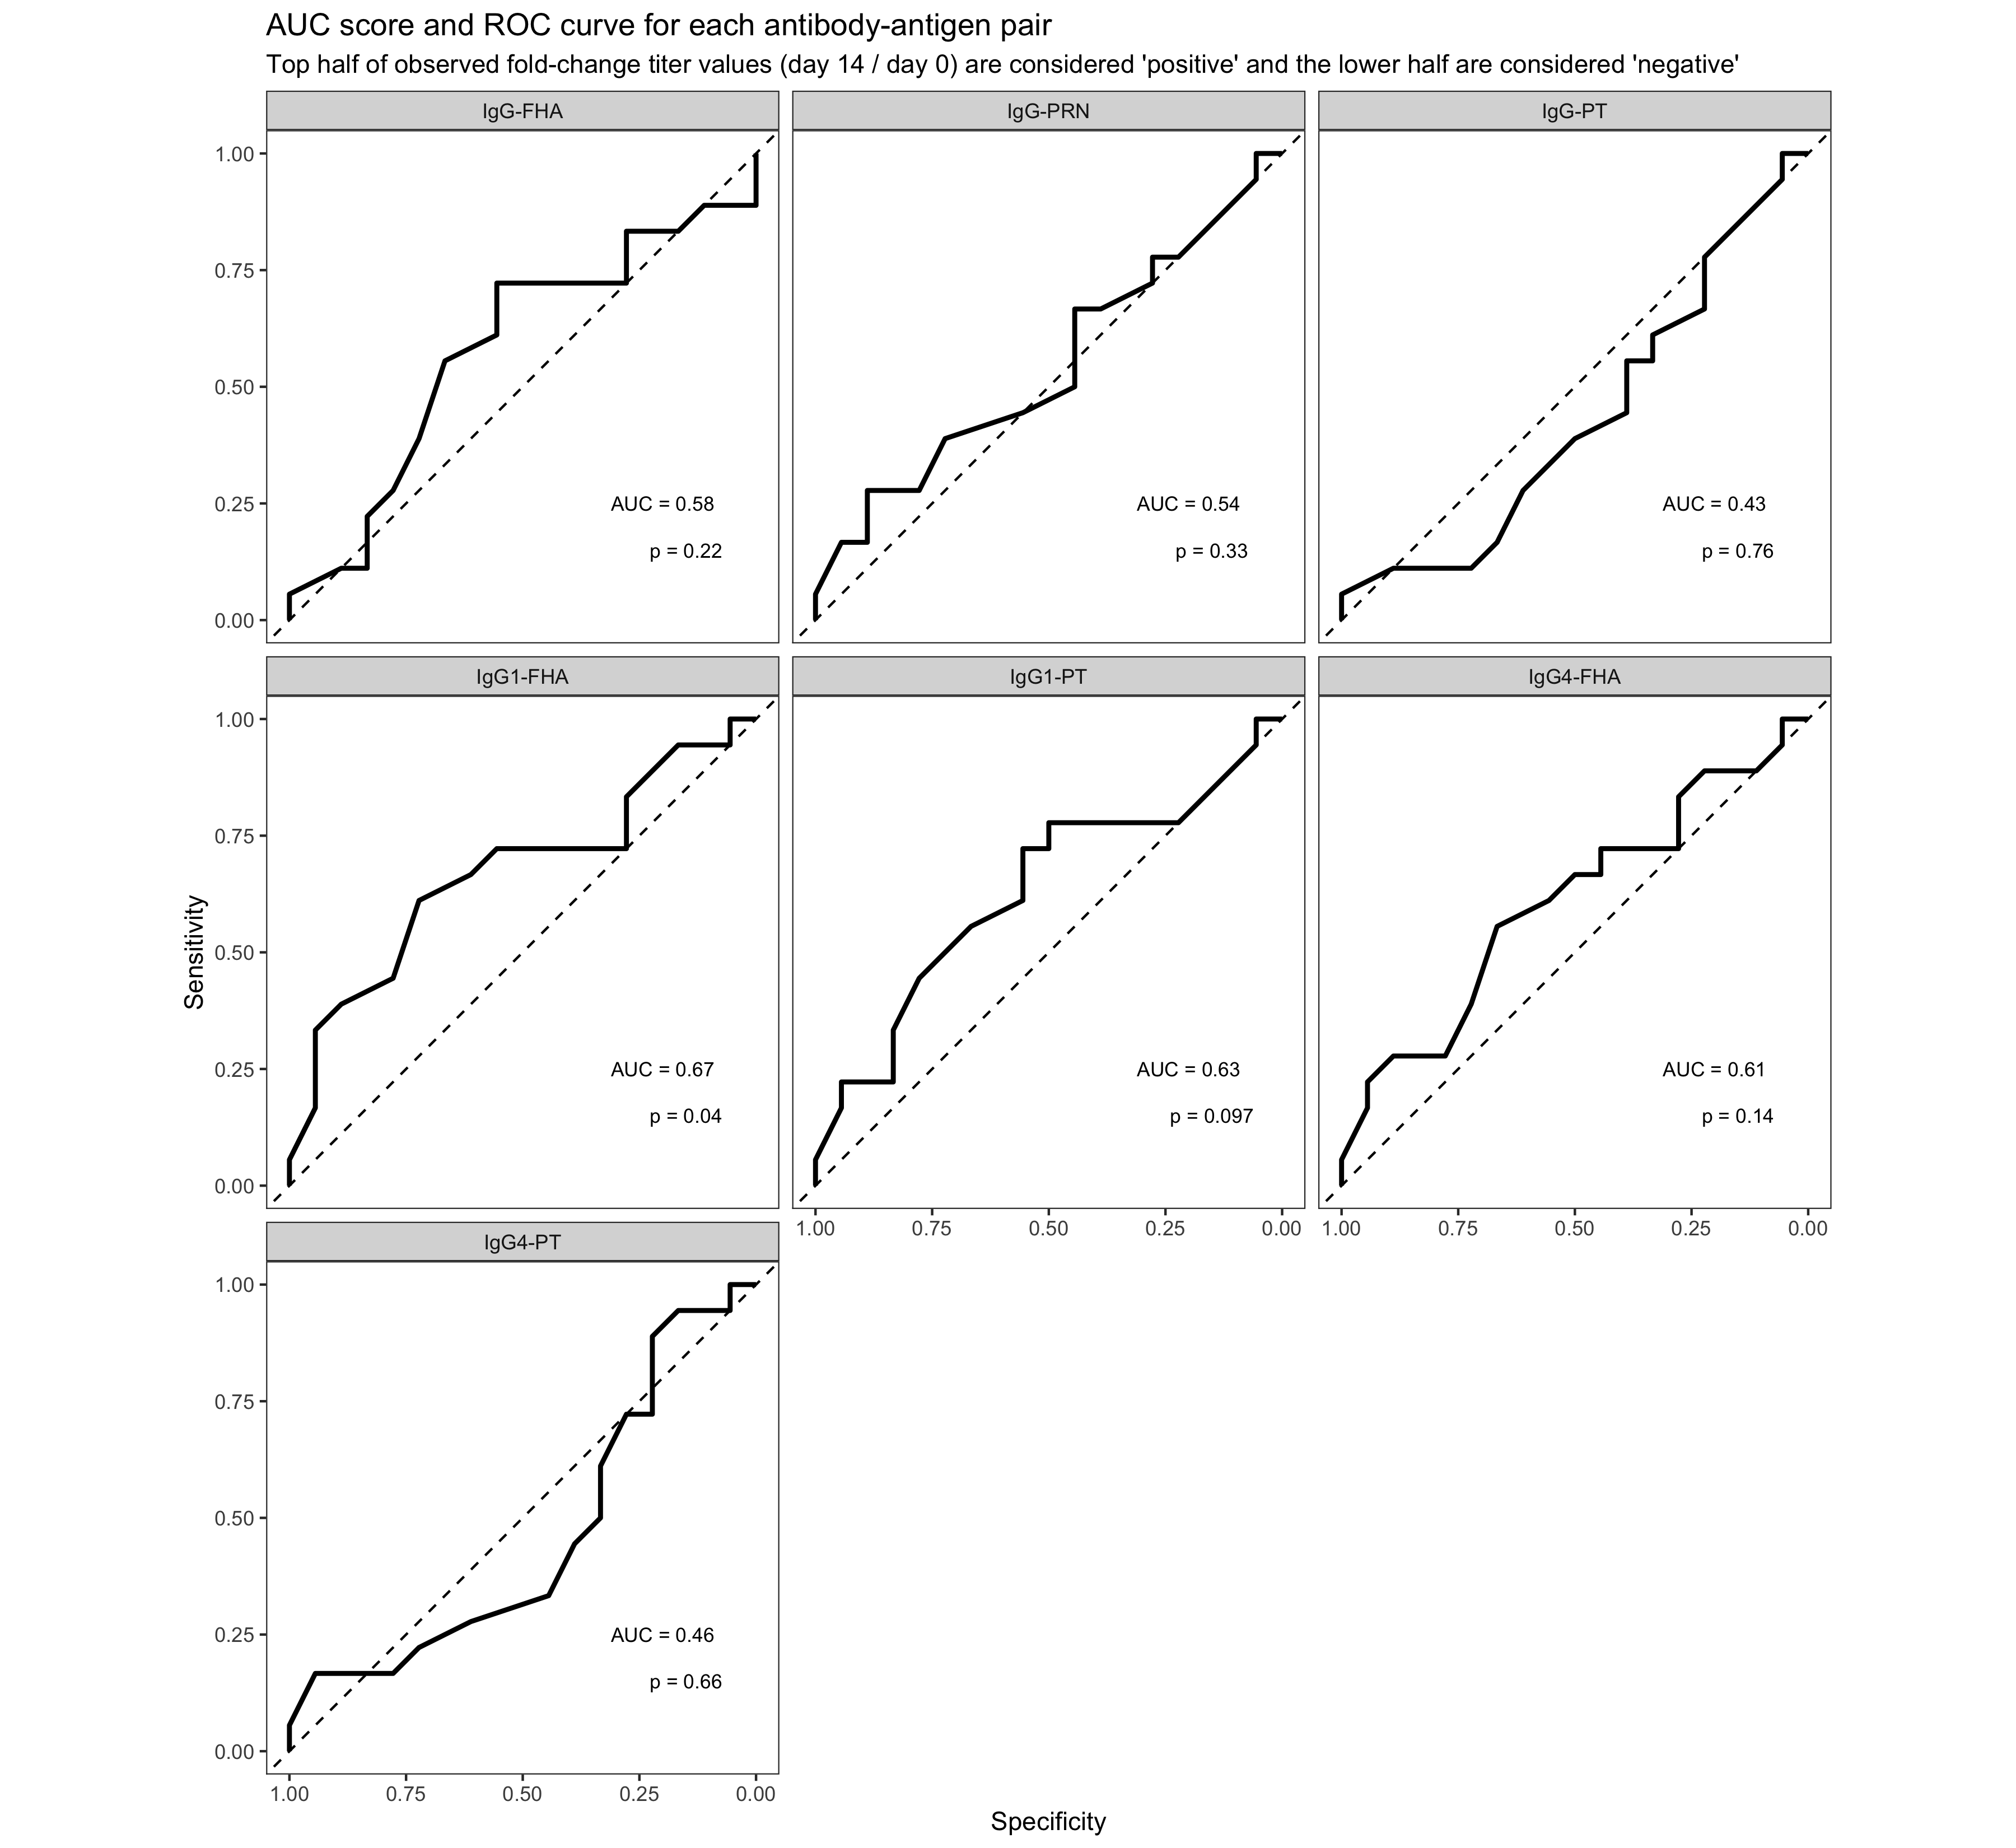 AUC score and ROC curve for each antibody-antigen pair
Top half of observed fold-change titer values (day 14 / day 0) are considered 'positive' and the lower half are considered 'negative'
IgG-FHA
IgG-PRN
IgG-PT
1.00
0.75
0.50
0.25
0.00
AUC = 0.58
p = 0.22
AUC = 0.54
p = 0.33
AUC = 0.43
p = 0.76
IgG1-FHA
IgG1-PT
IgG4-FHA
Sensitivity
1.00
0.75
0.50
0.25
0.00
AUC = 0.67
p = 0.04
AUC = 0.63
p = 0.097
AUC = 0.61
p = 0.14
1.00 0.75 0.50 0.25 0.00
1.00 0.75 0.50 0.25 0.00
IgG4-PT
1.00
0.75
0.50
0.25
0.00
AUC = 0.46
p = 0.66
1.00 0.75 0.50 0.25 0.00
Specificity